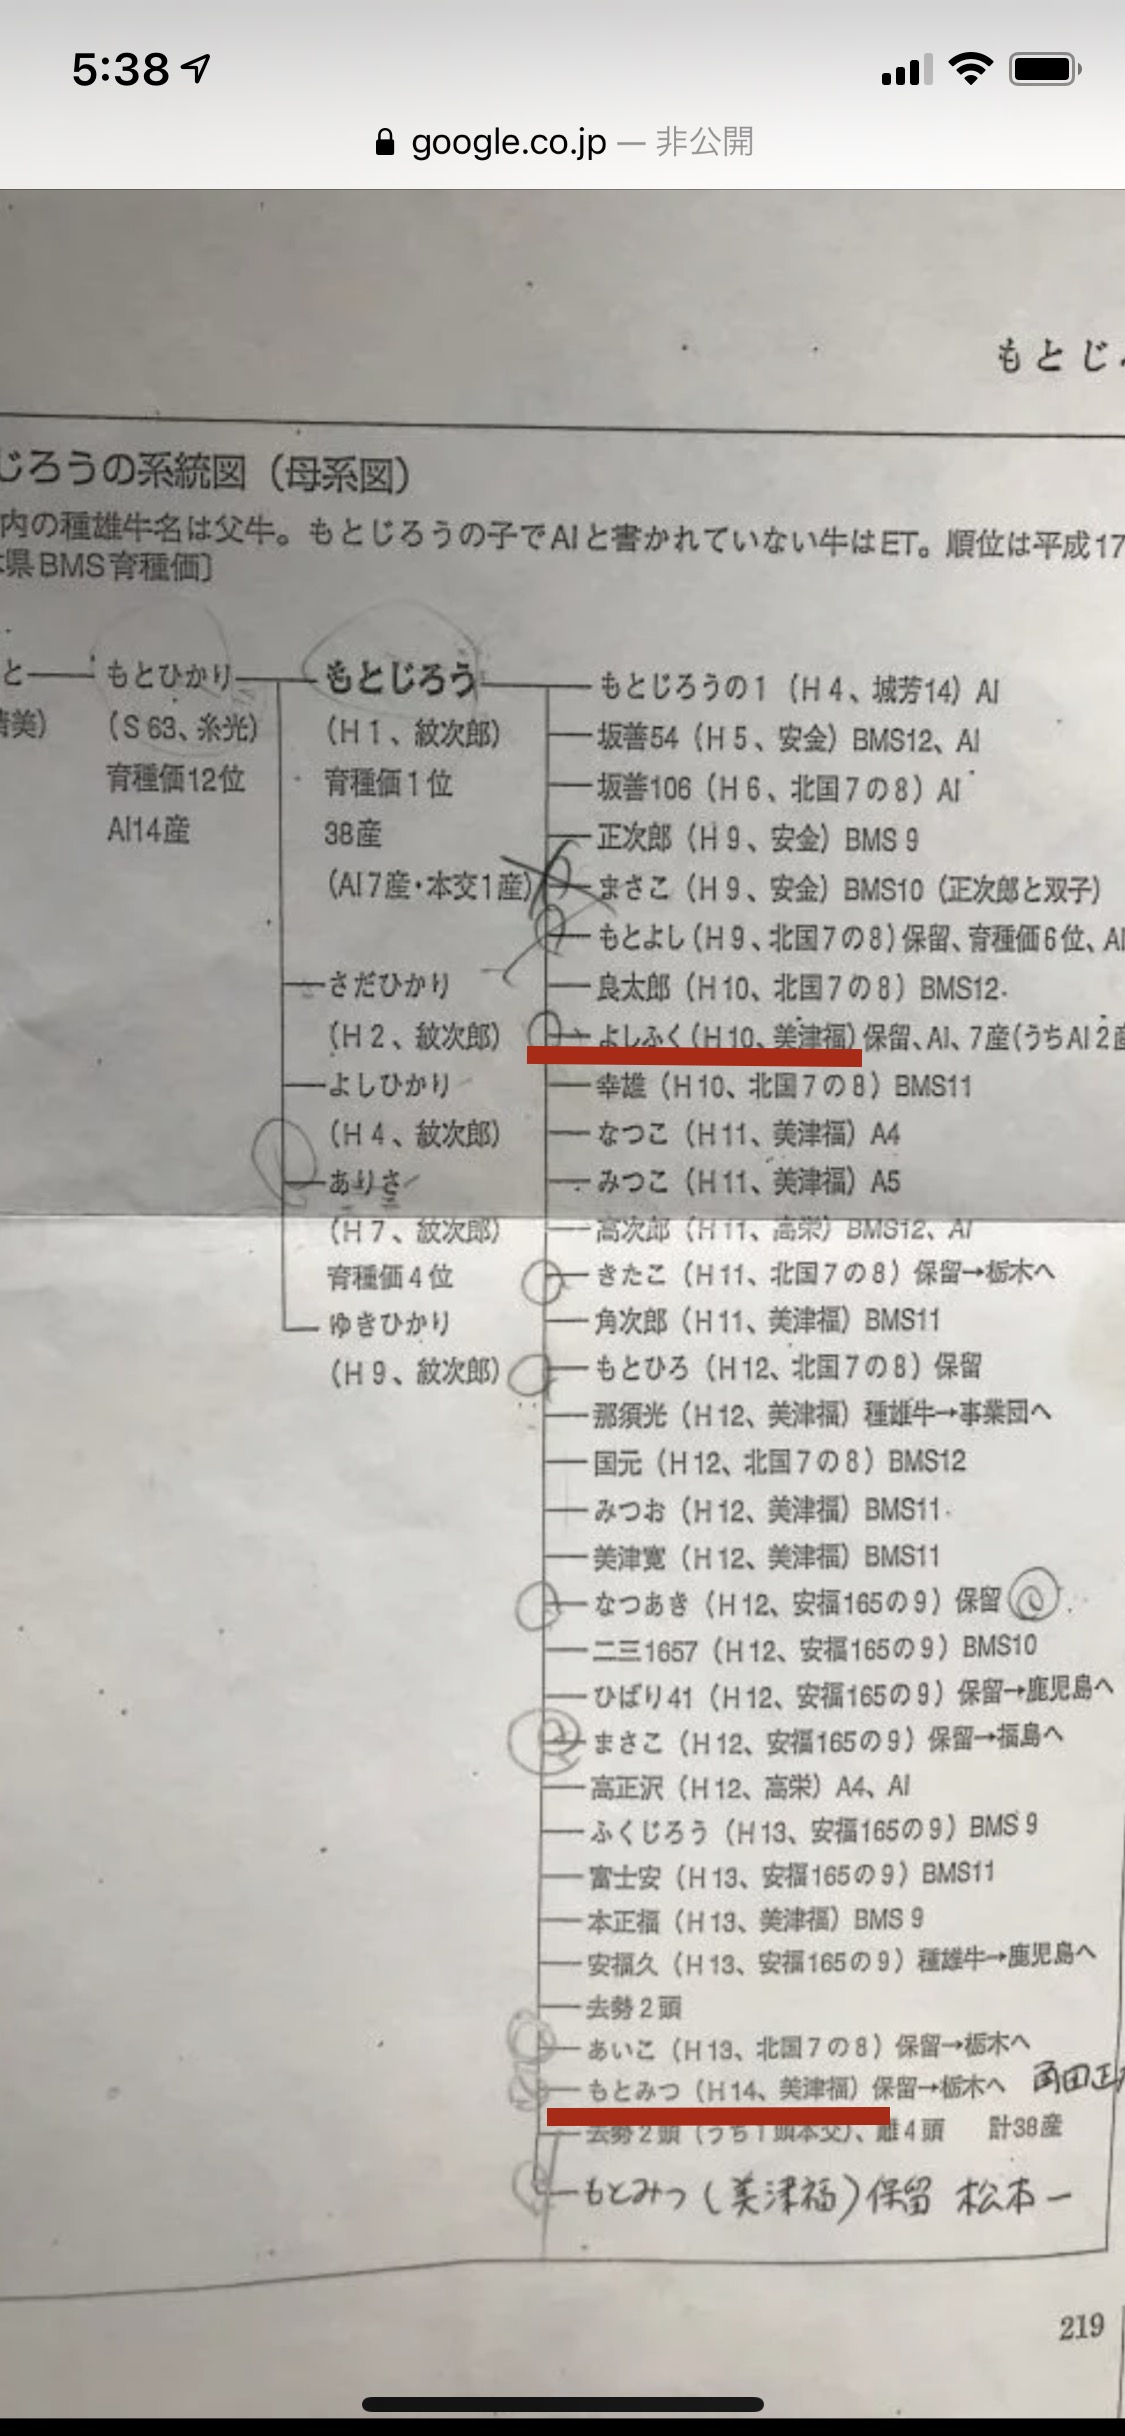 5:38
google.co.jp — 非公開
もとじ
じろうの系統図（母系図）
内の種雄牛名は父牛。もとじろうの子でAIと書かれていない牛はET。順位は平成17
県BMS育種価〕
と
もとひかり
もとじろう
もとじろうの1（H4、城芳14）AI
（S63、糸光）
（H1、紋次郎）
坂善54（H5、安金）BMS12、AI
育種価12位
育種価1位
坂善106（H6、北国7の8）AI
AI14産
38産
正次郎（H9、安金）BMS9
（AI7産・本交1産）
まさこ（H9、安金）BMS10（正次郎と双子）
もとよし（H9、北国7の8）保留、育種価6位、AI
さだひかり
良太郎（H10、北国7の8）BMS12
（H2、紋次郎）
よしふく（H10、美津福）保留、AI、7産（うちAI2産
よしひかり
幸雄（H10、北国7の8）BMS11
（H4、紋次郎）
なつこ（H11、美津福）A4
ありさ
みつこ（H11、美津福）A5
（H7、紋次郎）
高次郎（H11、高栄）BMS12、AI
育種価4位
きたこ（H11、北国7の8）保留→栃木へ
ゆきひかり
角次郎（H11、美津福）BMS11
（H9、紋次郎）
もとひろ（H12、北国7の8）保留
那須光（H12、美津福）種雄牛→事業団へ
国元（H12、北国7の8）BMS12
みつお（H12、美津福）BMS11
美津寛（H12、美津福）BMS11
なつあき（H12、安福165の9）保留
二三1657（H12、安福165の9）BMS10
ひばり41（H12、安福165の9）保留→鹿児島へ
まさこ（H12、安福165の9）保留→福島へ
高正沢（H12、高栄）A4、AI
ふくじろう（H13、安福165の9）BMS9
富士安（H13、安福165の9）BMS11
本正福（H13、美津福）BMS9
安福久（H13、安福165の9）種雄牛→鹿児島へ
去勢2頭
あいこ（H13、北国7の8）保留→栃木へ
もとみつ（H14、美津福）保留→栃木へ 角田正
去勢2頭（うち1頭本交）、雌4頭 計38産
もとみつ（美津福）保留 松本一
219